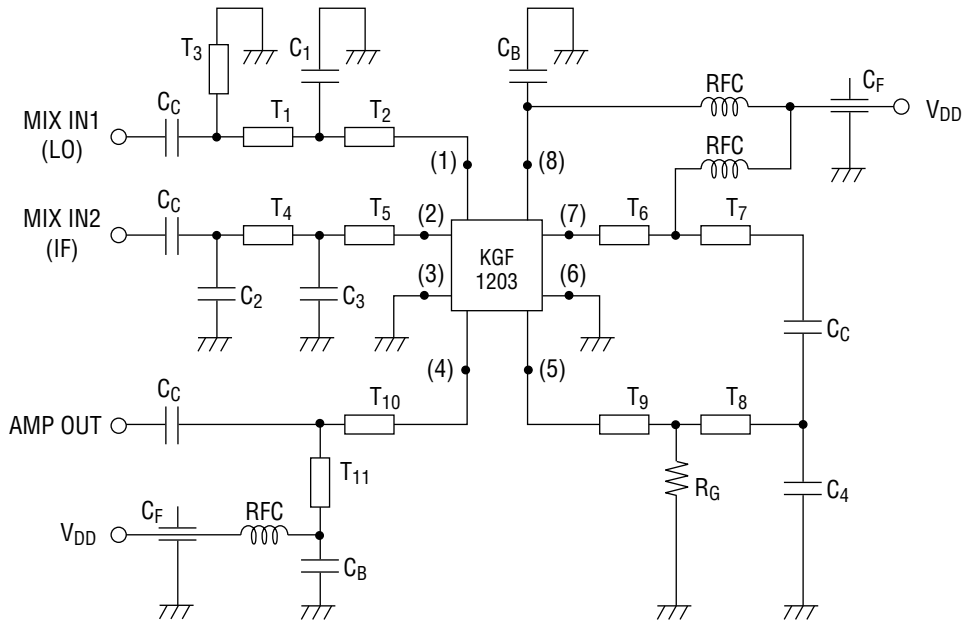 T3
C1
CB
RFC
CF
CC
T1
T2
MIX IN1
(LO)
VDD
(1)
(8)
RFC
CC
T4
T5
(2)
(7)
T6
T7
MIX IN2
(IF)
KGF
1203
(3)
(6)
C2
C3
CC
(4)
(5)
CC
T10
T9
T8
AMP OUT
T11
RG
C4
CF
RFC
VDD
CB